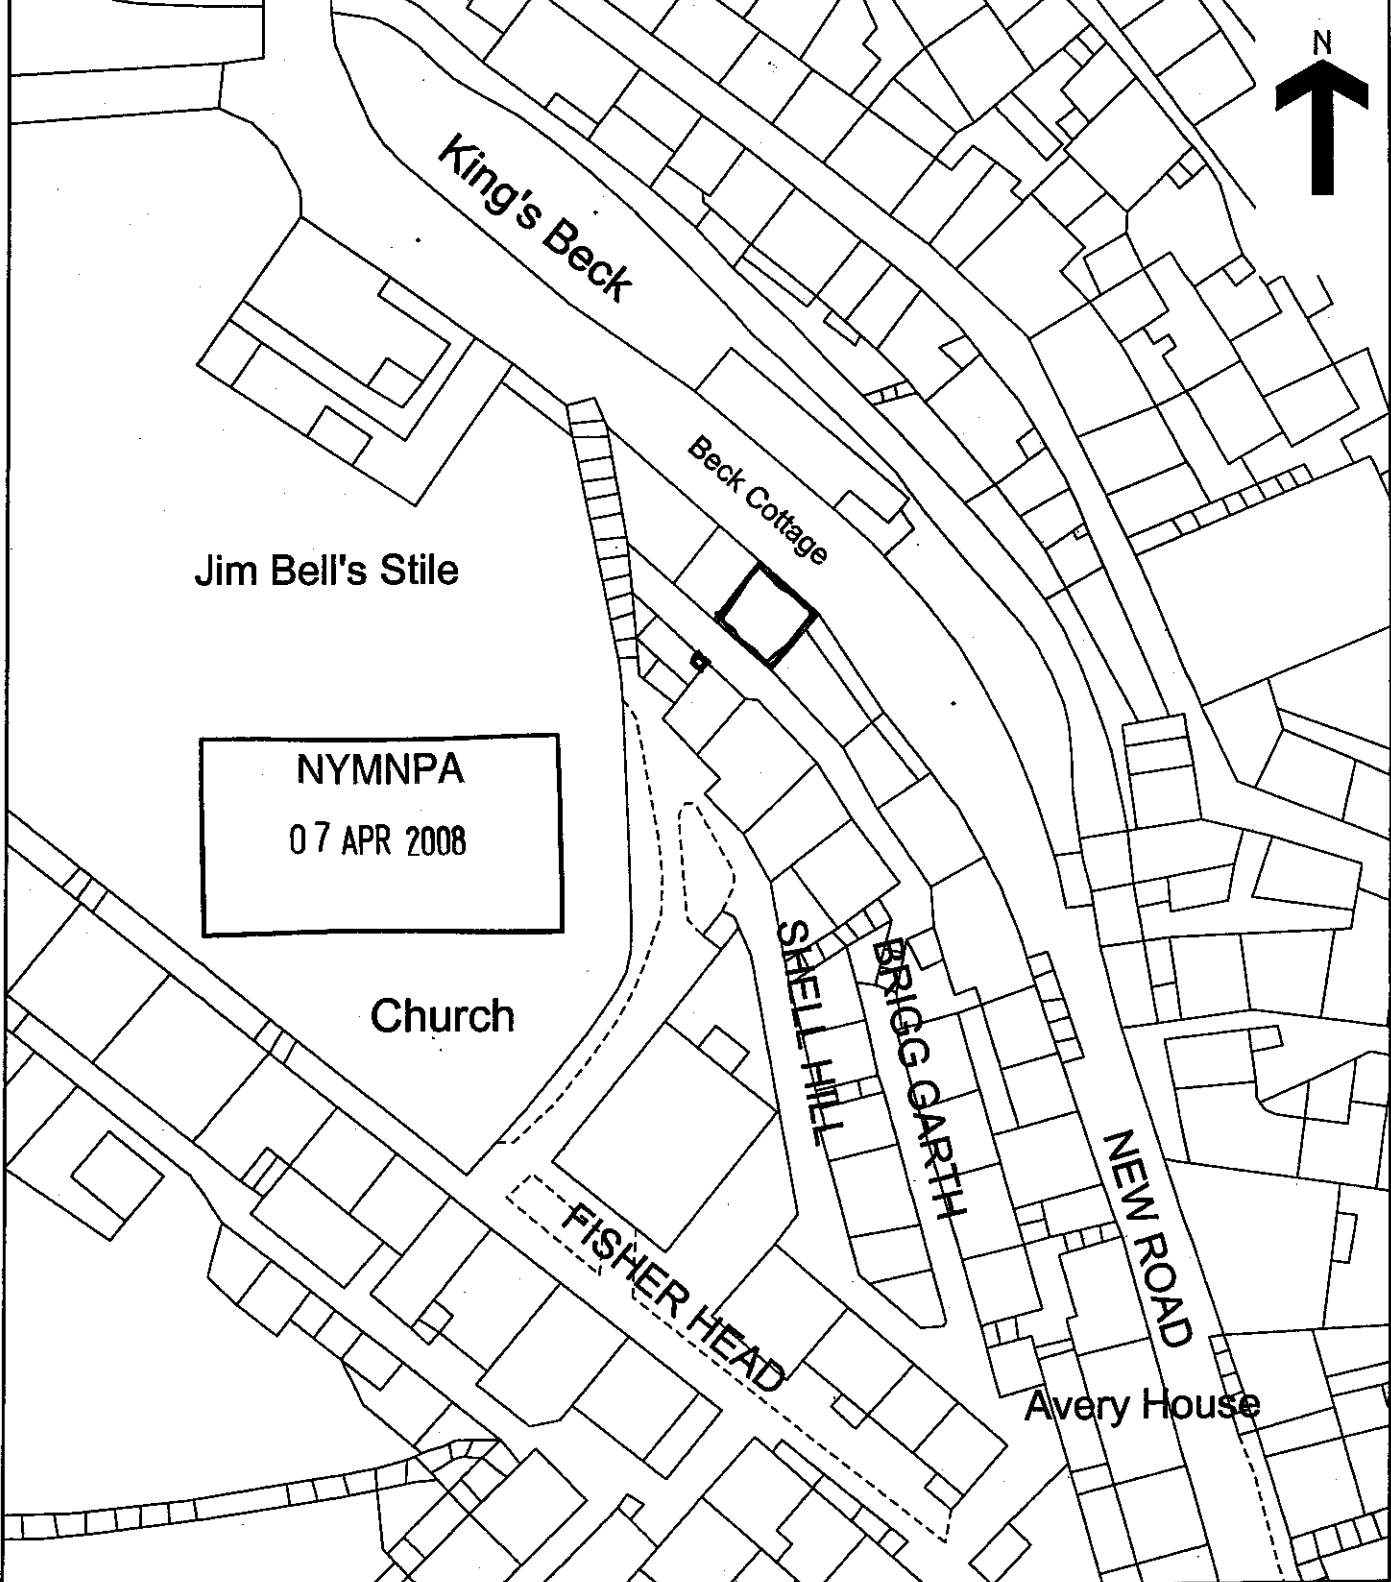 N
King's Beck
Beck Cottage
Jim Bell's Stile
NYMNPA
07 APR 2008
Church
SHELL HILL
BRIGG GARTH
NEW ROAD
FISHER HEAD
Avery House